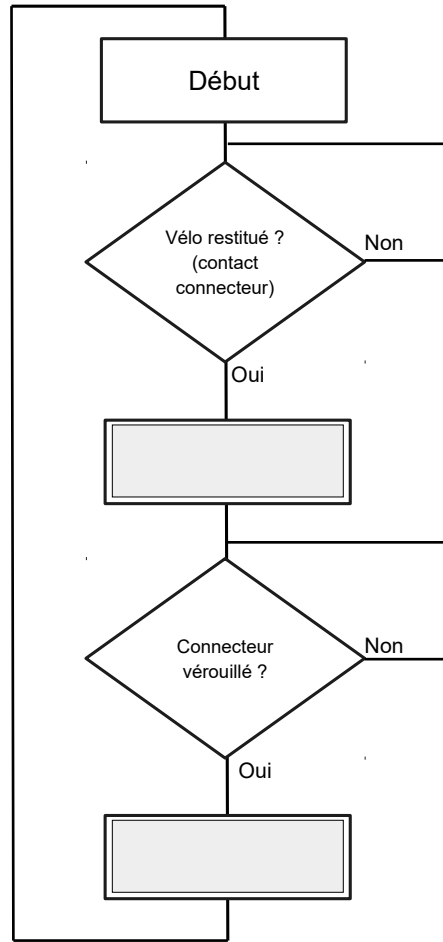 Début
Vélo restitué ?
(contact
connecteur)
Non
Oui
Connecteur
vérouillé ?
Non
Oui